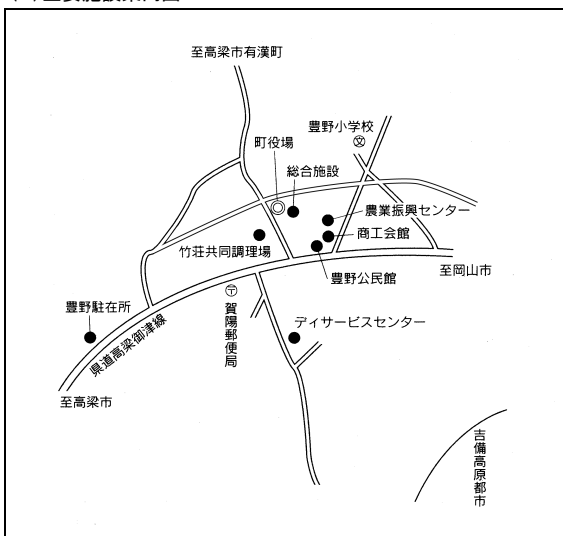 至高梁市有漢町
豊野小学校
町役場
総合施設
農業振興センター
商工会館
竹荘共同調理場
豊野公民館
至岡山市
豊野駐在所
賀陽郵便局
ディサービスセンター
県道高梁御津線
至高梁市
吉備高原都市